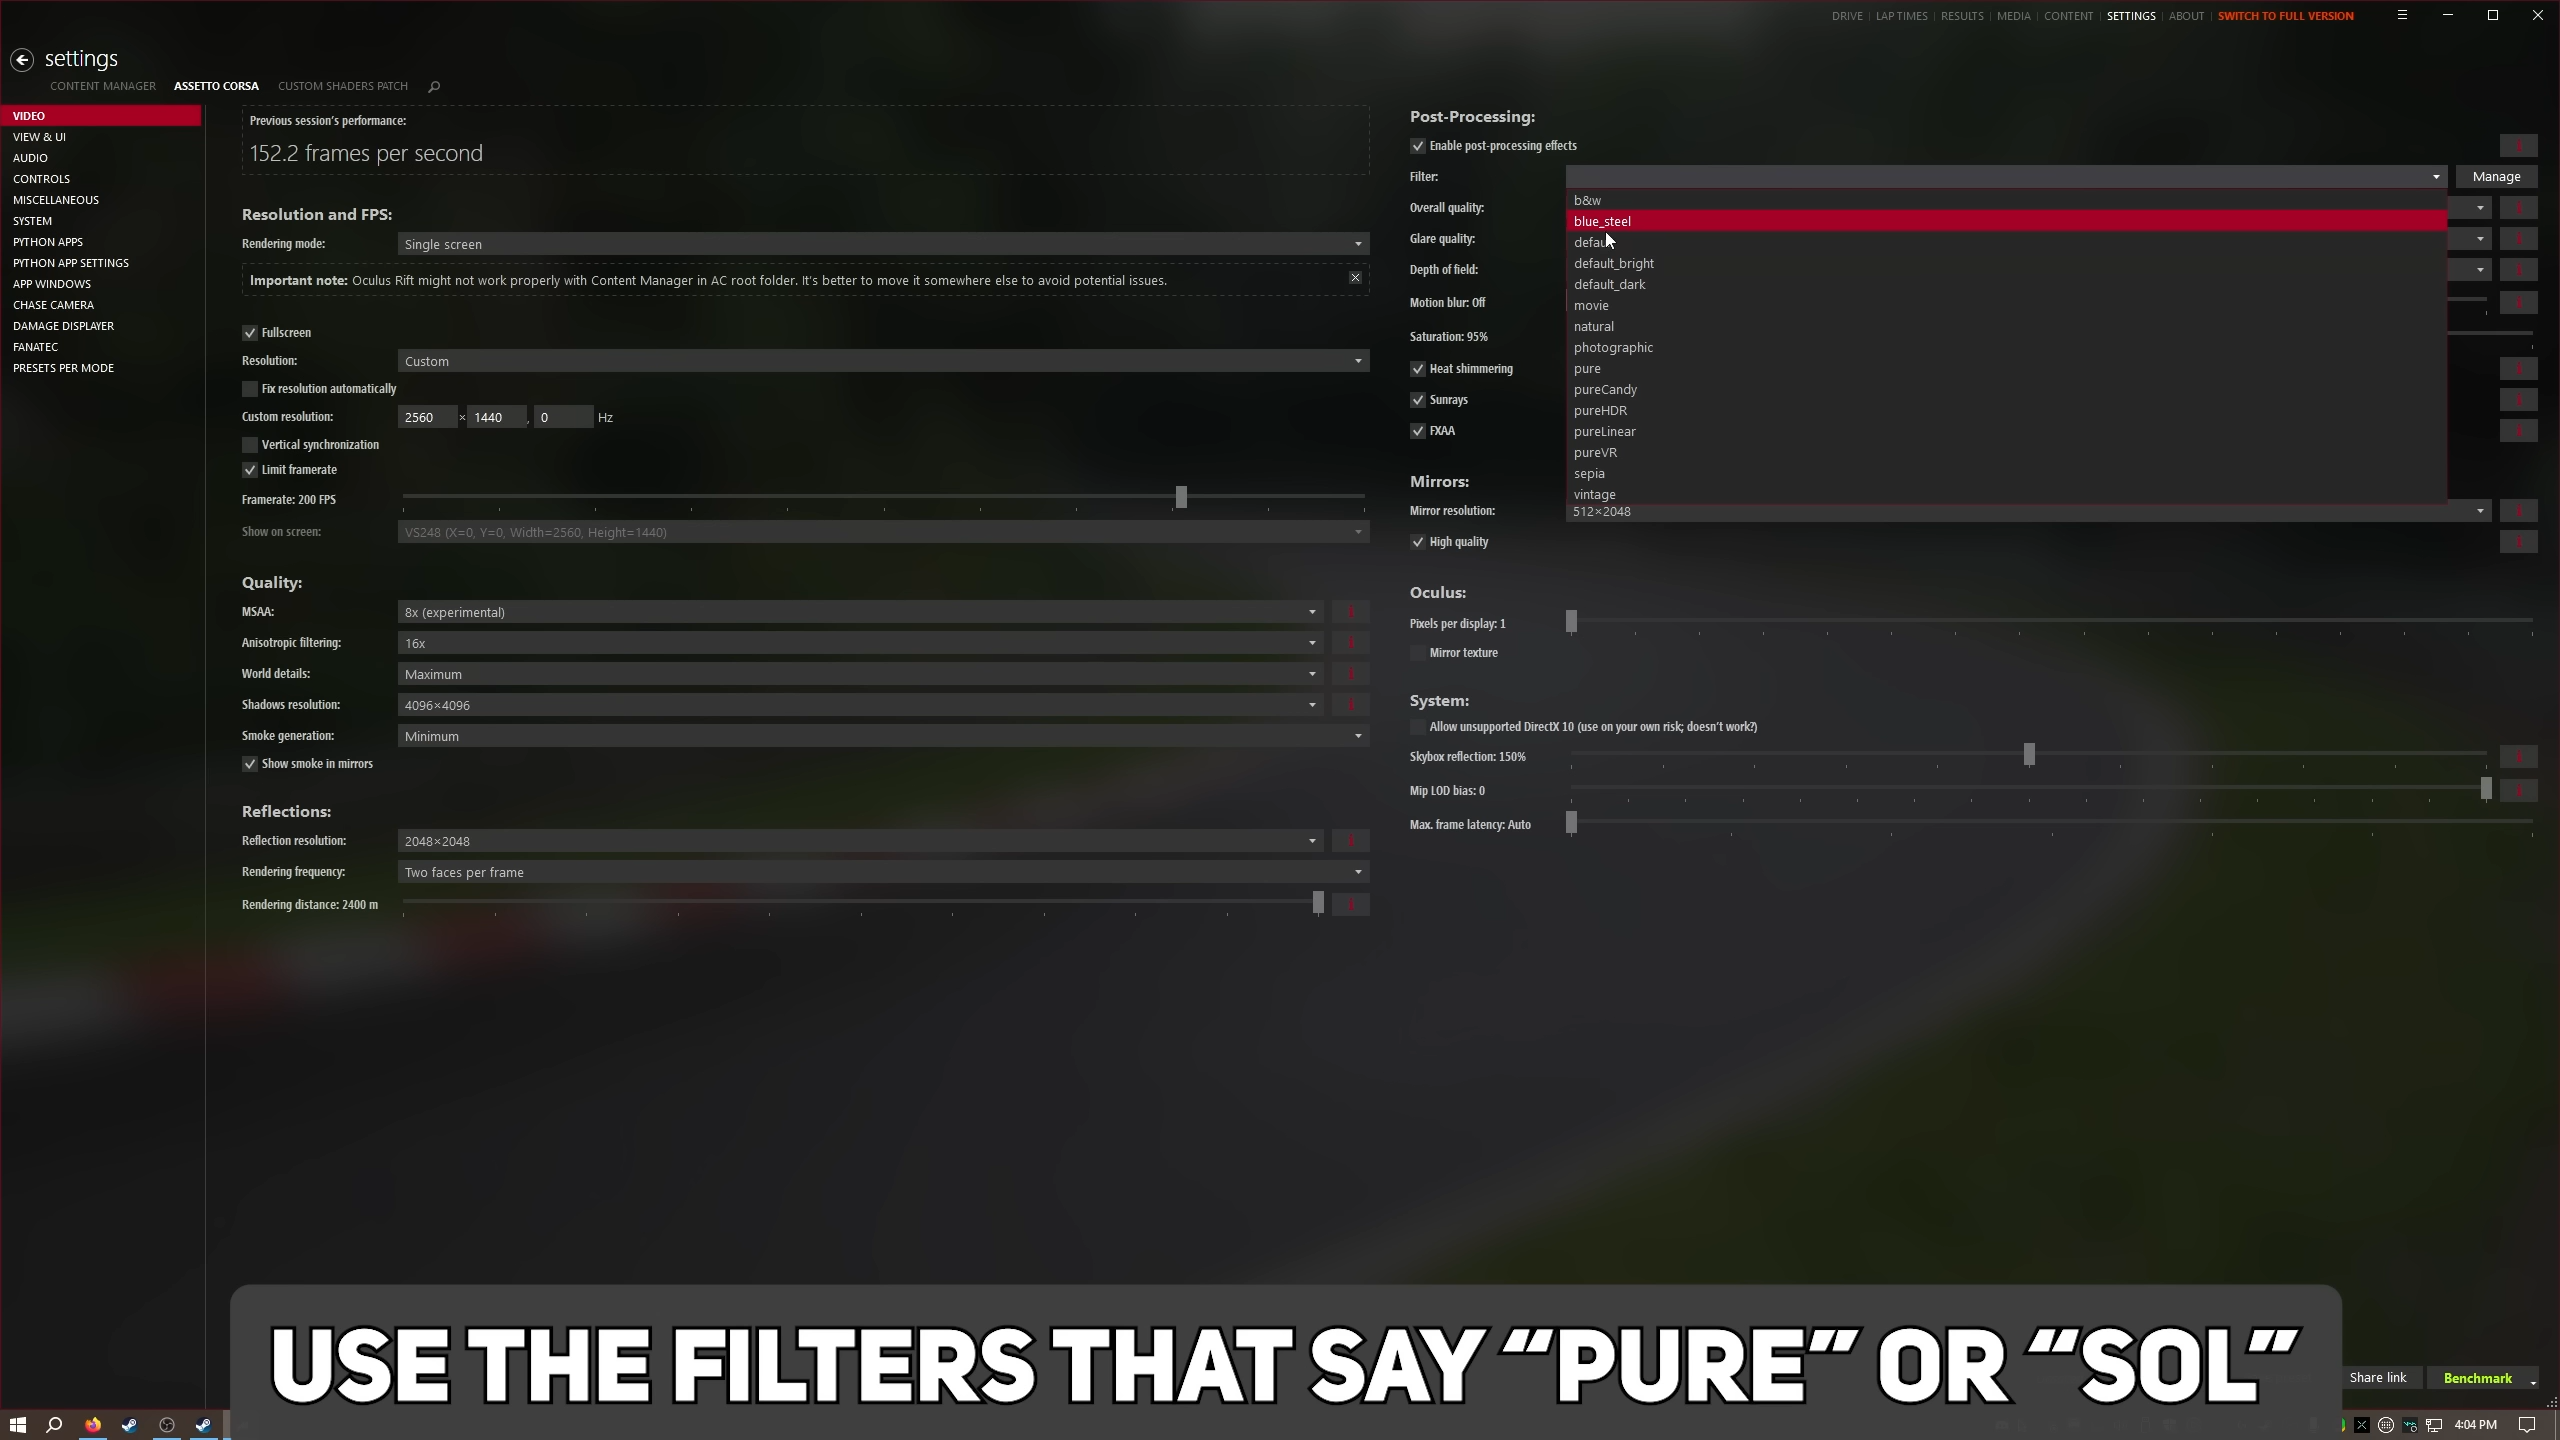 DRIVE | LAP TIMES | RESULTS | MEDIA | CONTENT | SETTINGS | ABOUT | SWITCH TO FULL VERSION
settings
CONTENT MANAGER ASSETTO CORSA CUSTOM SHADERS PATCH
VIDEO
VIEW & UI
AUDIO
CONTROLS
MISCELLANEOUS
SYSTEM
PYTHON APPS
PYTHON APP SETTINGS
APP WINDOWS
CHASE CAMERA
DAMAGE DISPLAYER
FANATEC
PRESETS PER MODE
Previous session's performance:
152.2 frames per second
Resolution and FPS:
Rendering mode: Single screen
Important note: Oculus Rift might not work properly with Content Manager in AC root folder. It's better to move it somewhere else to avoid potential issues.
Fullscreen
Resolution: Custom
Fix resolution automatically
Custom resolution: 2560 × 1440 , 0 Hz
Vertical synchronization
Limit framerate
Framerate: 200 FPS
Show on screen: VS248 (X=0, Y=0, Width=2560, Height=1440)
Quality:
MSAA: 8x (experimental)
Anisotropic filtering: 16x
World details: Maximum
Shadows resolution: 4096×4096
Smoke generation: Minimum
Show smoke in mirrors
Reflections:
Reflection resolution: 2048×2048
Rendering frequency: Two faces per frame
Rendering distance: 2400 m
Post-Processing:
Enable post-processing effects
Filter: Manage
Overall quality:
Glare quality:
Depth of field:
Motion blur: Off
Saturation: 95%
Heat shimmering
Sunrays
FXAA
b&w
blue_steel
default_bright
default_dark
movie
natural
photographic
pure
pureCandy
pureHDR
pureLinear
pureVR
sepia
vintage
Mirrors:
Mirror resolution: 512×2048
High quality
Oculus:
Pixels per display: 1
Mirror texture
System:
Allow unsupported DirectX 10 (use on your own risk; doesn't work?)
Skybox reflection: 150%
Mip LOD bias: 0
Max. frame latency: Auto
USE THE FILTERS THAT SAY “PURE” OR “SOL”
Share link Benchmark
4:04 PM